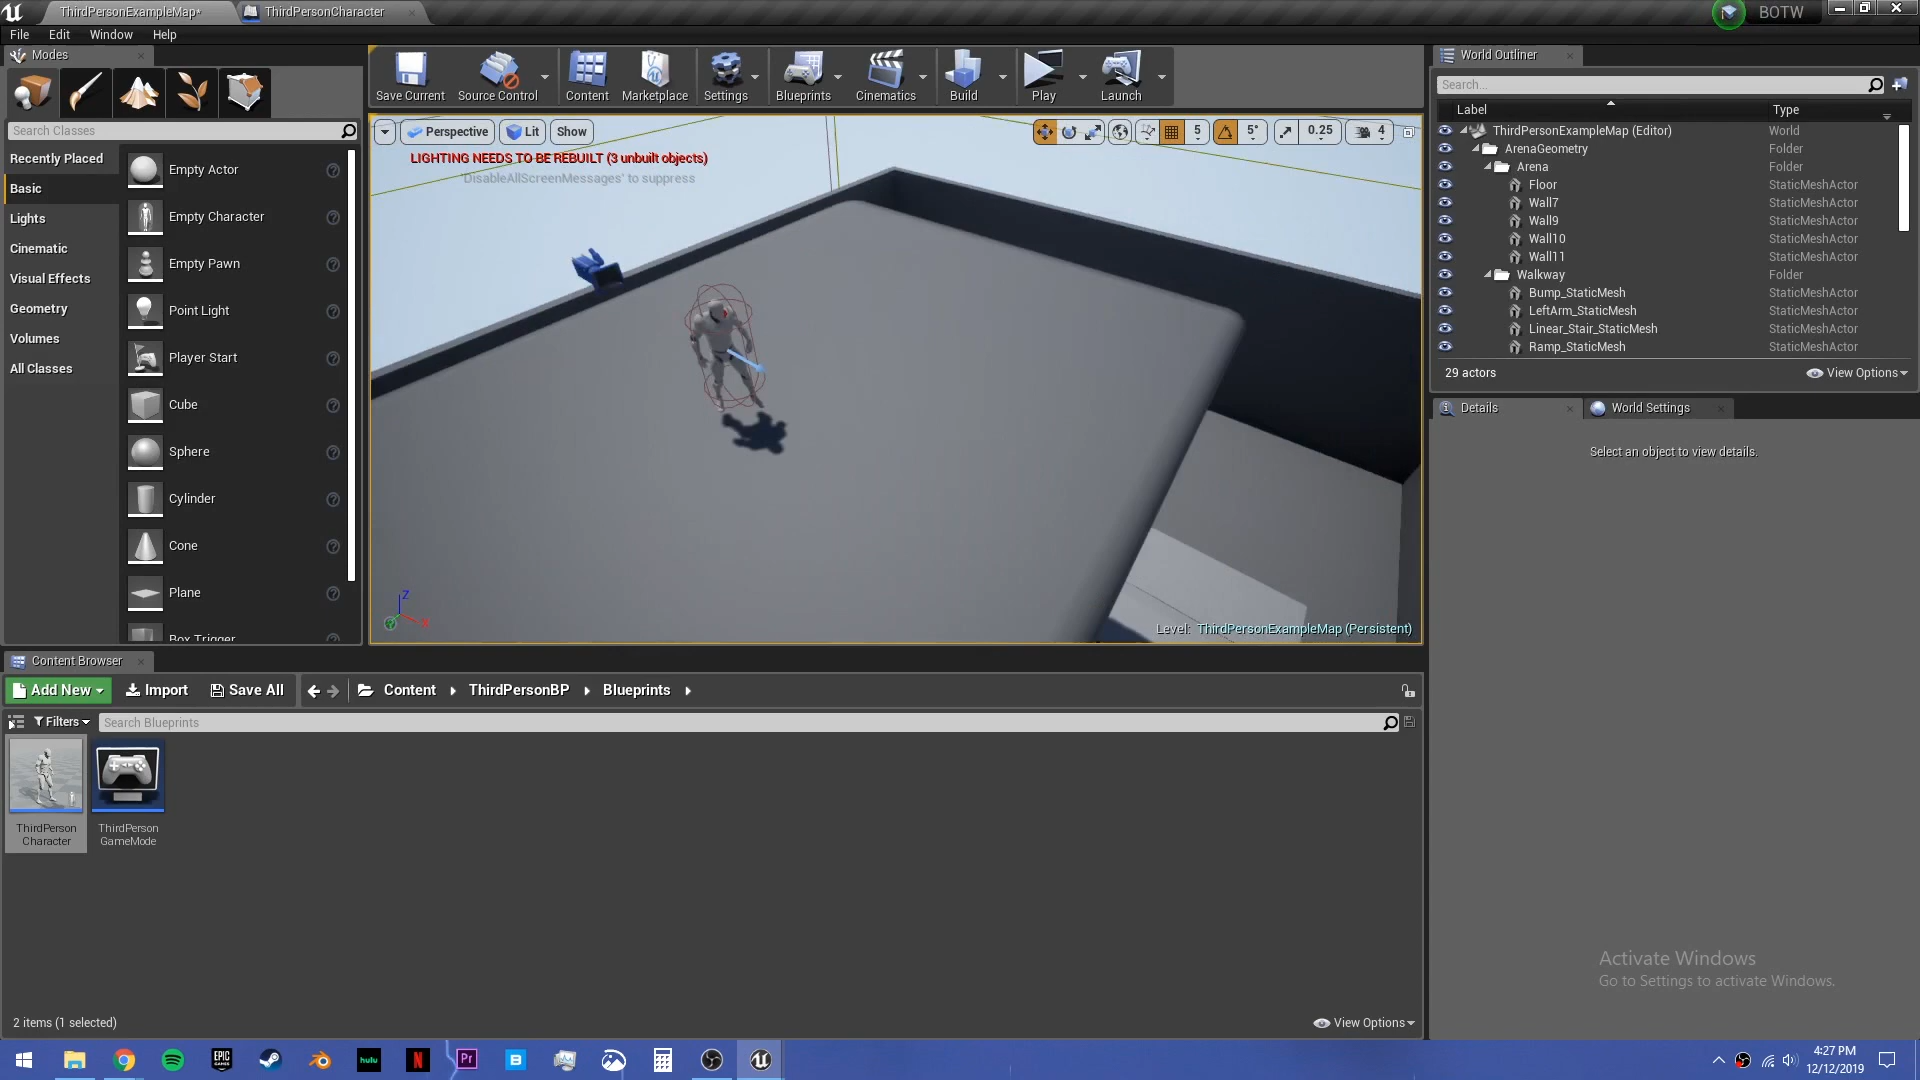 ThirdPersonExampleMap*
ThirdPersonCharacter
BOTW
File Edit Window Help
Modes
Search Classes
Recently Placed
Basic
Lights
Cinematic
Visual Effects
Geometry
Volumes
All Classes
Empty Actor
Empty Character
Empty Pawn
Point Light
Player Start
Cube
Sphere
Cylinder
Cone
Plane
Box Trigger
Save Current
Source Control
Content
Marketplace
Settings
Blueprints
Cinematics
Build
Play
Launch
Perspective
Lit
Show
5
5°
0.25
4
LIGHTING NEEDS TO BE REBUILT (3 unbuilt objects)
'DisableAllScreenMessages' to suppress
Z
X
Y
Level: ThirdPersonExampleMap (Persistent)
World Outliner
Search...
Label Type
ThirdPersonExampleMap (Editor) World
ArenaGeometry Folder
Arena Folder
Floor StaticMeshActor
Wall7 StaticMeshActor
Wall9 StaticMeshActor
Wall10 StaticMeshActor
Wall11 StaticMeshActor
Walkway Folder
Bump_StaticMesh StaticMeshActor
LeftArm_StaticMesh StaticMeshActor
Linear_Stair_StaticMesh StaticMeshActor
Ramp_StaticMesh StaticMeshActor
29 actors
View Options
Details
World Settings
Select an object to view details.
Content Browser
Add New
Import
Save All
Content
ThirdPersonBP
Blueprints
Filters
Search Blueprints
ThirdPerson
Character
ThirdPerson
GameMode
2 items (1 selected)
View Options
Activate Windows
Go to Settings to activate Windows.
EPIC
GAMES
hulu
N
Pr
B
4:27 PM
12/12/2019